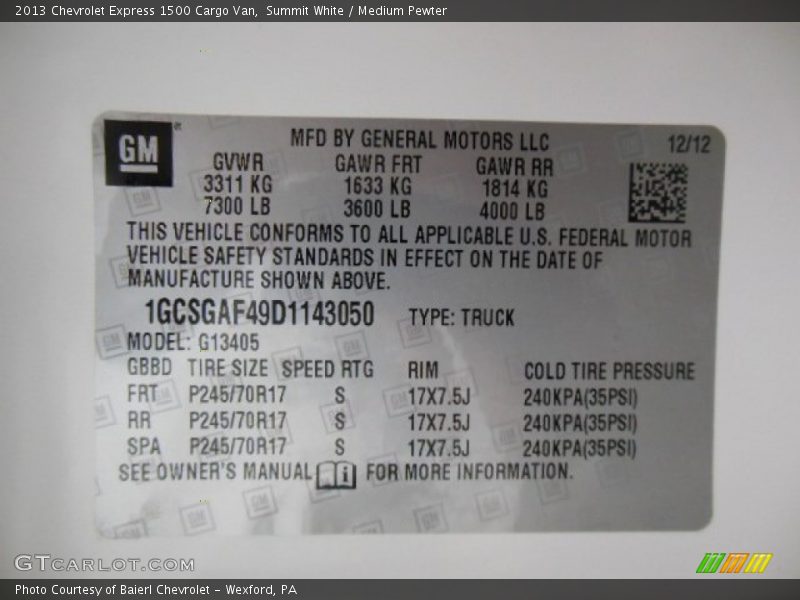 2013 Chevrolet Express 1500 Cargo Van,  Summit White / Medium Pewter
GM
MFD BY GENERAL MOTORS LLC 12/12
GVWR GAWR FRT GAWR RR
3311 KG 1633 KG 1814 KG
7300 LB 3600 LB 4000 LB
THIS VEHICLE CONFORMS TO ALL APPLICABLE U.S. FEDERAL MOTOR
VEHICLE SAFETY STANDARDS IN EFFECT ON THE DATE OF
MANUFACTURE SHOWN ABOVE.
1GCSGAF49D1143050 TYPE: TRUCK
MODEL: G13405
GBBD TIRE SIZE SPEED RTG RIM COLD TIRE PRESSURE
FRT P245/70R17 S 17X7.5J 240KPA(35PSI)
RR P245/70R17 S 17X7.5J 240KPA(35PSI)
SPA P245/70R17 S 17X7.5J 240KPA(35PSI)
SEE OWNER'S MANUAL FOR MORE INFORMATION.
GTCARLOT.COM
Photo Courtesy of Baierl Chevrolet - Wexford, PA